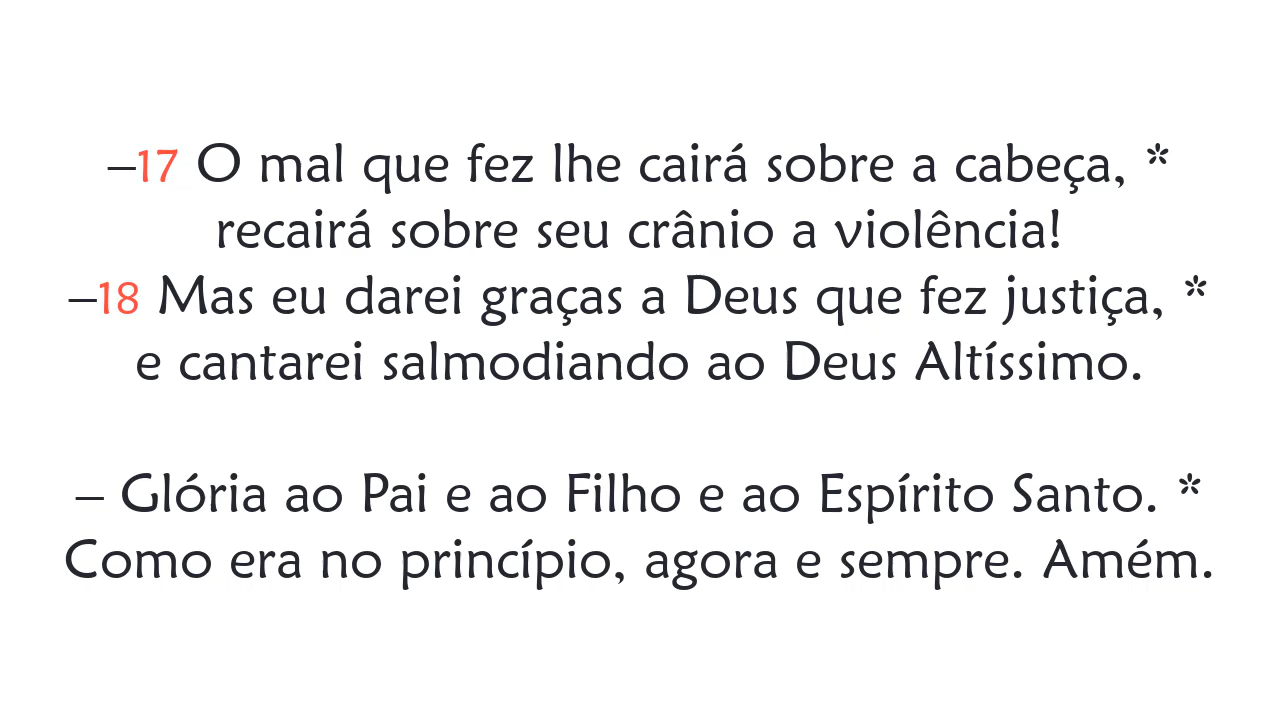 –17 O mal que fez lhe cairá sobre a cabeça, *
recairá sobre seu crânio a violência!
–18 Mas eu darei graças a Deus que fez justiça, *
e cantarei salmodiando ao Deus Altíssimo.
– Glória ao Pai e ao Filho e ao Espírito Santo. *
Como era no princípio, agora e sempre. Amém.